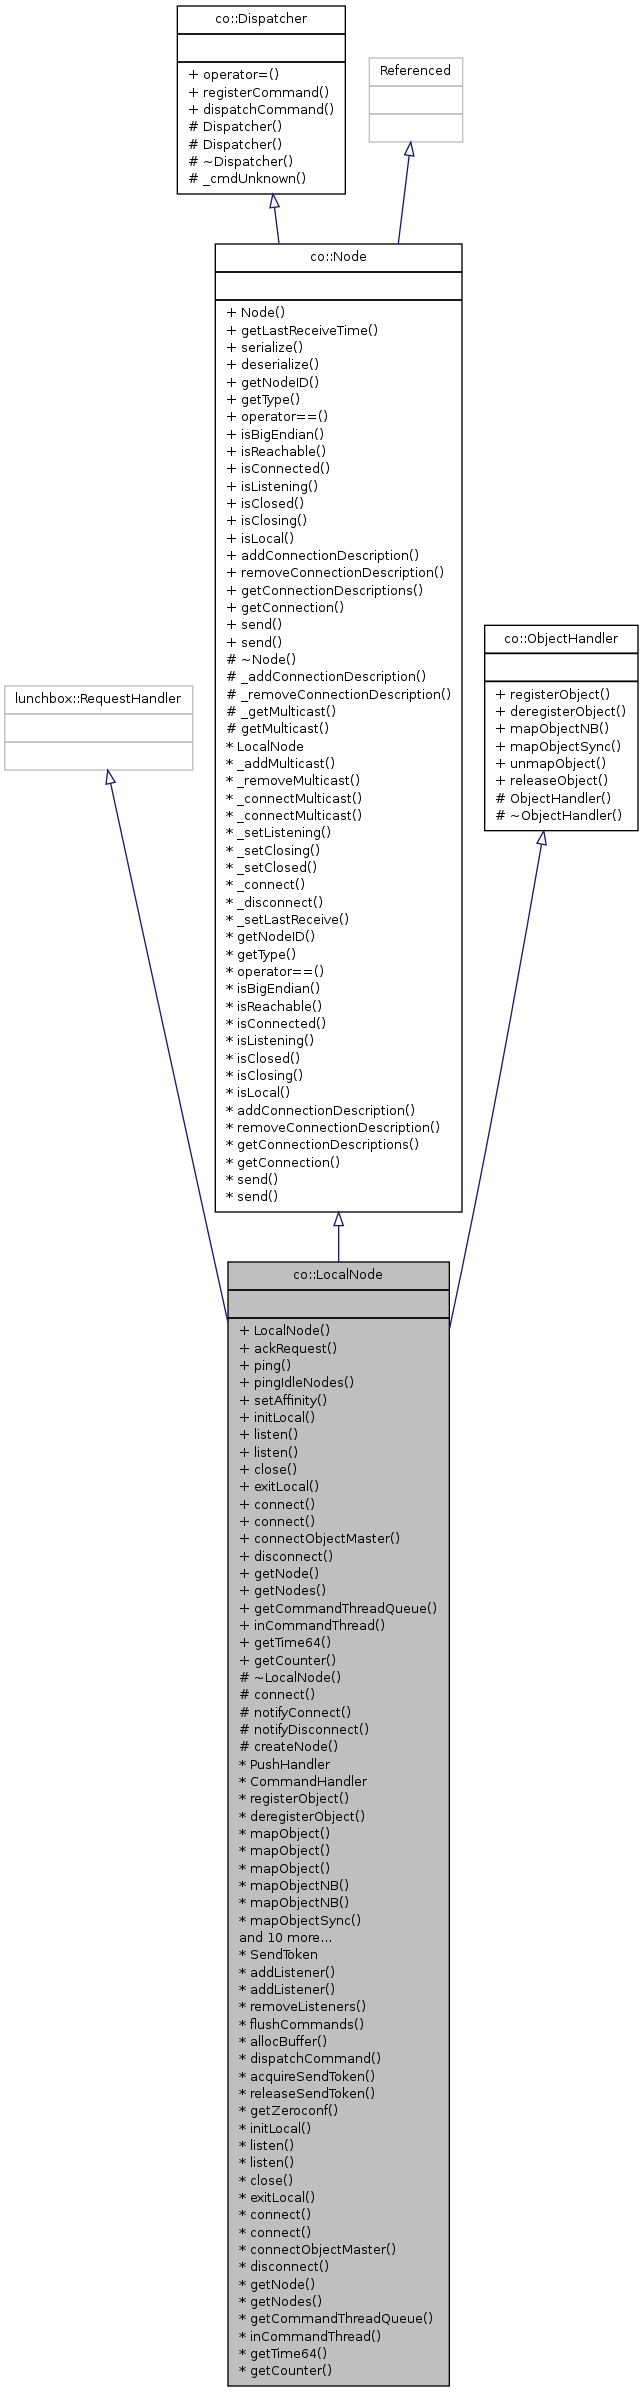 co::Dispatcher
+ operator=()
+ registerCommand()
+ dispatchCommand()
# Dispatcher()
# Dispatcher()
# ~Dispatcher()
# _cmdUnknown()
Referenced
co::Node
+ Node()
+ getLastReceiveTime()
+ serialize()
+ deserialize()
+ getNodeID()
+ getType()
+ operator==()
+ isBigEndian()
+ isReachable()
+ isConnected()
+ isListening()
+ isClosed()
+ isClosing()
+ isLocal()
+ addConnectionDescription()
+ removeConnectionDescription()
+ getConnectionDescriptions()
+ getConnection()
+ send()
+ send()
# ~Node()
# _addConnectionDescription()
# _removeConnectionDescription()
# _getMulticast()
# getMulticast()
* LocalNode
* _addMulticast()
* _removeMulticast()
* _connectMulticast()
* _connectMulticast()
* _setListening()
* _setClosing()
* _setClosed()
* _connect()
* _disconnect()
* _setLastReceive()
* getNodeID()
* getType()
* operator==()
* isBigEndian()
* isReachable()
* isConnected()
* isListening()
* isClosed()
* isClosing()
* isLocal()
* addConnectionDescription()
* removeConnectionDescription()
* getConnectionDescriptions()
* getConnection()
* send()
* send()
co::ObjectHandler
+ registerObject()
+ deregisterObject()
+ mapObjectNB()
+ mapObjectSync()
+ unmapObject()
+ releaseObject()
# ObjectHandler()
# ~ObjectHandler()
lunchbox::RequestHandler
co::LocalNode
+ LocalNode()
+ ackRequest()
+ ping()
+ pingIdleNodes()
+ setAffinity()
+ initLocal()
+ listen()
+ listen()
+ close()
+ exitLocal()
+ connect()
+ connect()
+ connectObjectMaster()
+ disconnect()
+ getNode()
+ getNodes()
+ getCommandThreadQueue()
+ inCommandThread()
+ getTime64()
+ getCounter()
# ~LocalNode()
# connect()
# notifyConnect()
# notifyDisconnect()
# createNode()
* PushHandler
* CommandHandler
* registerObject()
* deregisterObject()
* mapObject()
* mapObject()
* mapObject()
* mapObjectNB()
* mapObjectNB()
* mapObjectSync()
and 10 more...
* SendToken
* addListener()
* addListener()
* removeListeners()
* flushCommands()
* allocBuffer()
* dispatchCommand()
* acquireSendToken()
* releaseSendToken()
* getZeroconf()
* initLocal()
* listen()
* listen()
* close()
* exitLocal()
* connect()
* connect()
* connectObjectMaster()
* disconnect()
* getNode()
* getNodes()
* getCommandThreadQueue()
* inCommandThread()
* getTime64()
* getCounter()